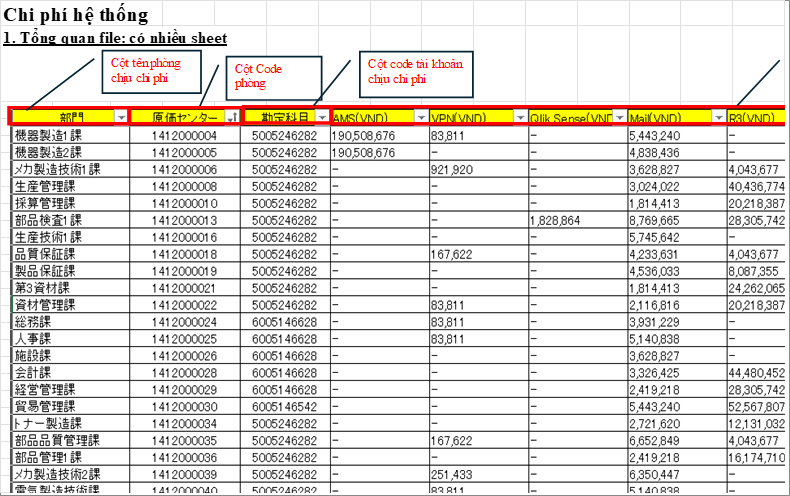 Chi phí hệ thống
1. Tổng quan file: có nhiều sheet
Cột tên phòng chịu chi phí
Cột Code phòng
Cột code tài khoản chịu chi phí
部門 原価センター 勘定科目 AMS(VND) VPN(VND) Qlik Sense(VND Mail(VND) R3(VND)
機器製造1課 1412000004 5005246282 190,508,676 83,811 - 5,443,240 -
機器製造2課 1412000005 5005246282 190,508,676 - - 4,838,436 -
メカ製造技術1課 1412000006 5005246282 - 921,920 - 3,628,827 4,043,677
生産管理課 1412000008 5005246282 - - - 3,024,022 40,436,774
採算管理課 1412000010 5005246282 - - - 1,814,413 20,218,387
部品検査1課 1412000013 5005246282 - - 1,828,864 8,769,665 28,305,742
生産技術1課 1412000016 5005246282 - - - 5,745,642 -
品質保証課 1412000018 5005246282 - 167,622 - 4,233,631 4,043,677
製品保証課 1412000019 5005246282 - - - 4,536,033 8,087,355
第3資材課 1412000021 5005246282 - - - 1,814,413 24,262,065
資材管理課 1412000022 5005246282 - 83,811 - 2,116,816 20,218,387
総務課 1412000024 6005146628 - 83,811 - 3,931,229 -
人事課 1412000025 6005146628 - 83,811 - 5,140,838 -
施設課 1412000026 6005146628 - - - 3,628,827 -
会計課 1412000028 6005146628 - - - 3,326,425 44,480,452
経営管理課 1412000029 6005146628 - - - 2,419,218 28,305,742
貿易管理課 1412000030 6005146542 - - - 5,443,240 52,567,807
トナー製造課 1412000034 5005246282 - - - 2,721,620 12,131,032
部品品質管理課 1412000035 5005246282 - 167,622 - 6,652,849 4,043,677
部品管理1課 1412000036 5005246282 - - - 2,419,218 16,174,710
メカ製造技術2課 1412000039 5005246282 - 251,433 - 6,350,447 -
電気製造技術課 1412000040 5005246282 - 83,811 - 5,140,838 -